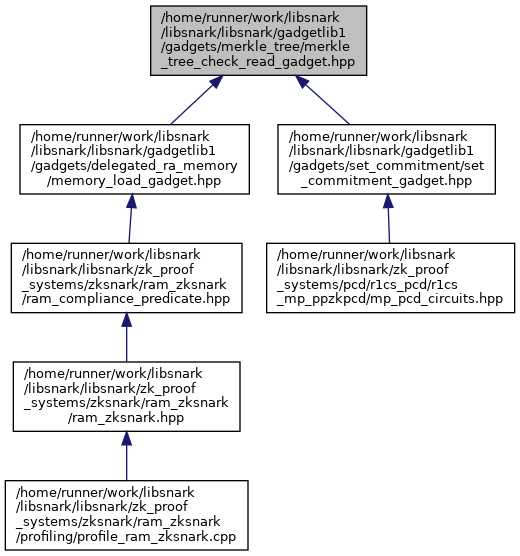 /home/runner/work/libsnark
/libsnark/libsnark/gadgetlib1
/gadgets/merkle_tree/merkle
_tree_check_read_gadget.hpp
/home/runner/work/libsnark
/libsnark/libsnark/gadgetlib1
/gadgets/delegated_ra_memory
/memory_load_gadget.hpp
/home/runner/work/libsnark
/libsnark/libsnark/gadgetlib1
/gadgets/set_commitment/set
_commitment_gadget.hpp
/home/runner/work/libsnark
/libsnark/libsnark/zk_proof
_systems/zksnark/ram_zksnark
/ram_compliance_predicate.hpp
/home/runner/work/libsnark
/libsnark/libsnark/zk_proof
_systems/pcd/r1cs_pcd/r1cs
_mp_ppzkpcd/mp_pcd_circuits.hpp
/home/runner/work/libsnark
/libsnark/libsnark/zk_proof
_systems/zksnark/ram_zksnark
/ram_zksnark.hpp
/home/runner/work/libsnark
/libsnark/libsnark/zk_proof
_systems/zksnark/ram_zksnark
/profiling/profile_ram_zksnark.cpp